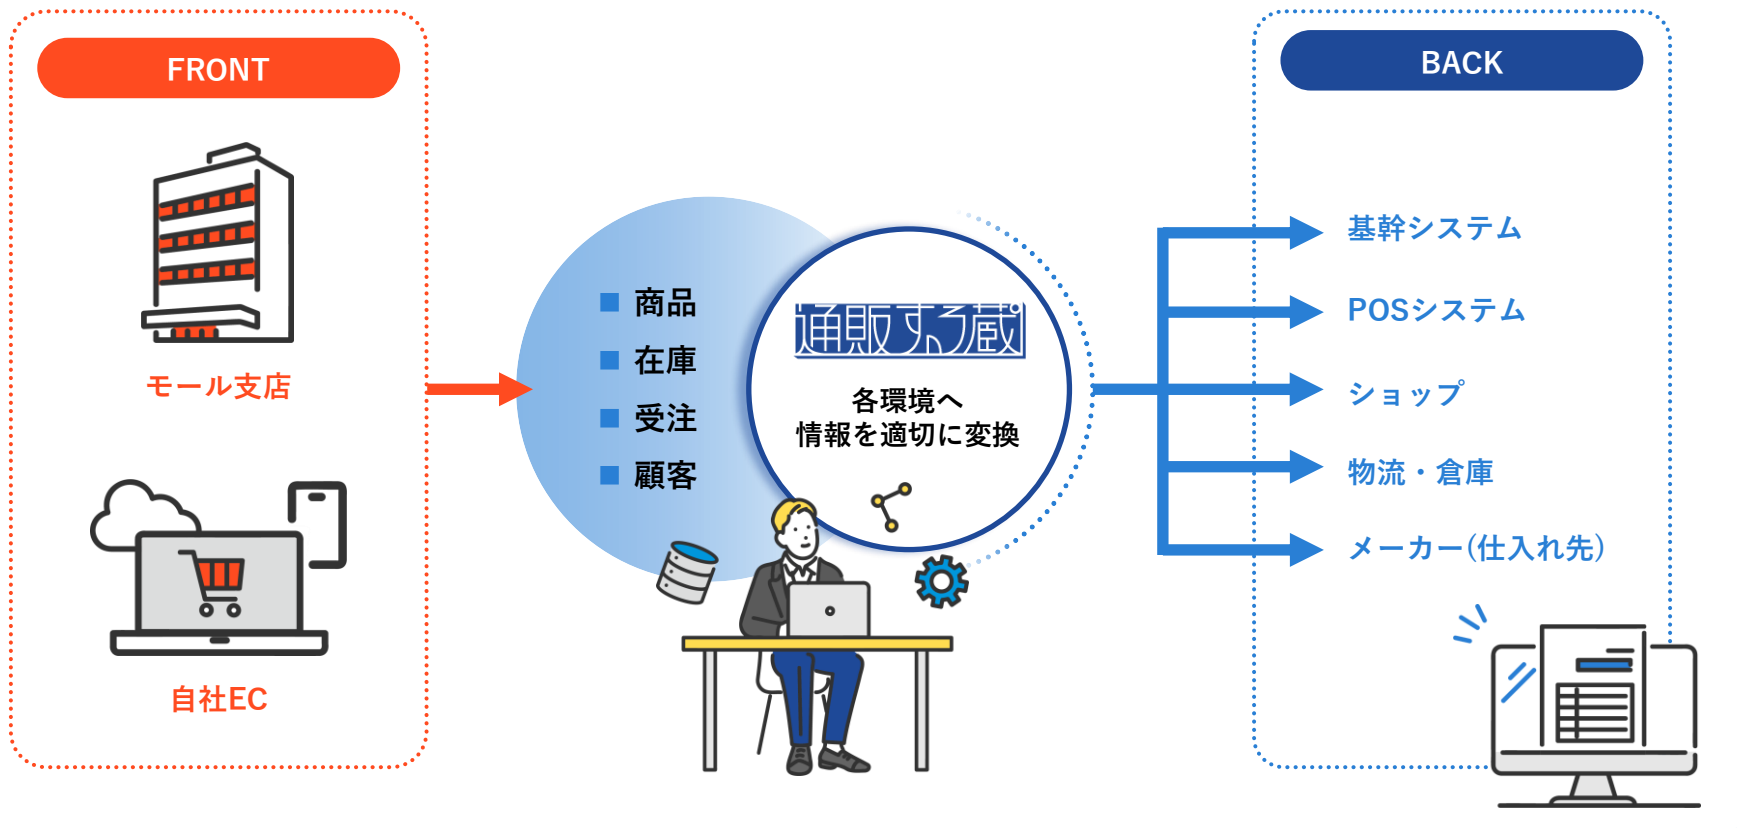 FRONT
モール支店
自社EC
商品
在庫
受注
顧客
通販する蔵
各環境へ
情報を適切に変換
BACK
基幹システム
POSシステム
ショップ
物流・倉庫
メーカー(仕入れ先)